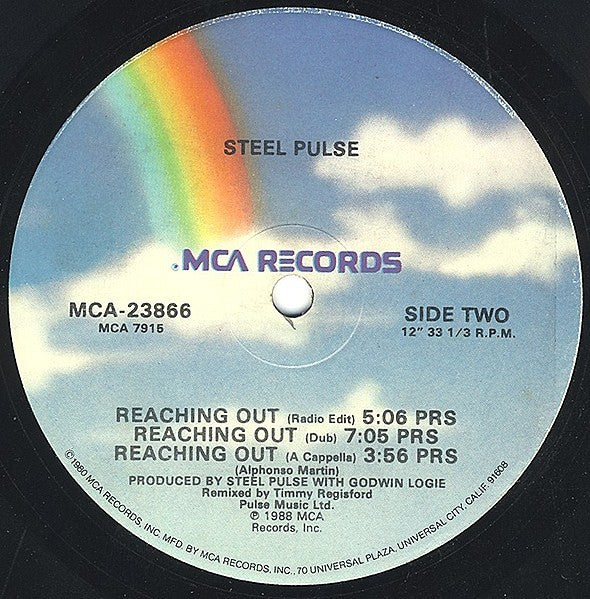 STEEL PULSE
MCA RECORDS
MCA-23866
MCA 7915
SIDE TWO
12" 33 1/3 R.P.M.
REACHING OUT (Radio Edit) 5:06 PRS
REACHING OUT (Dub) 7:05 PRS
REACHING OUT (A Cappella) 3:56 PRS
(Alphonso Martin)
PRODUCED BY STEEL PULSE WITH GODWIN LOGIE
Remixed by Timmy Regisford
Pulse Music Ltd.
℗ 1988 MCA
Records, Inc.
©1980 MCA RECORDS, INC. MFD. BY MCA RECORDS, INC., 70 UNIVERSAL PLAZA, UNIVERSAL CITY, CALIF. 91608